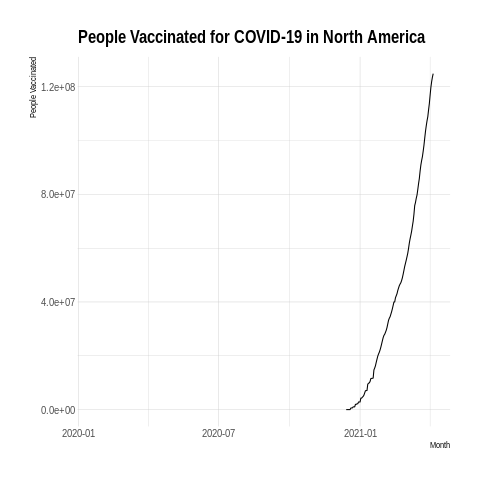 People Vaccinated for COVID-19 in North America
People Vaccinated
1.2e+08
8.0e+07
4.0e+07
0.0e+00
2020-01
2020-07
2021-01
Month